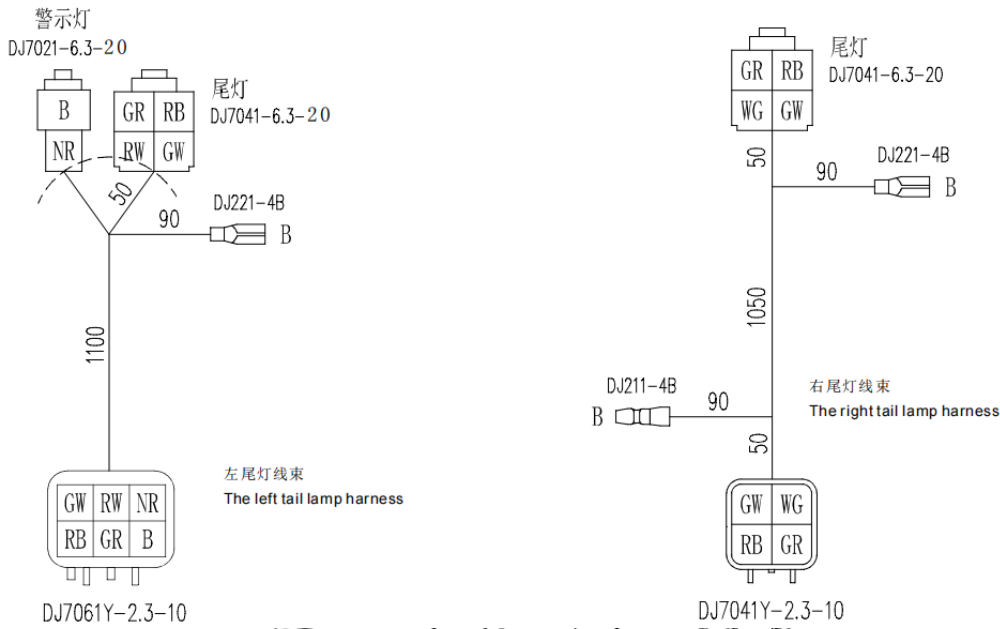 警示灯
DJ7021-6.3-20
B
NR
GR RB
RW GW
尾灯
DJ7041-6.3-20
50
90
DJ221-4B
B
1100
左尾灯线束
The left tail lamp harness
GW RW NR
RB GR B
DJ7061Y-2.3-10
GR RB
WG GW
尾灯
DJ7041-6.3-20
50
90
DJ221-4B
B
1050
DJ211-4B
B
90
50
右尾灯线束
The right tail lamp harness
GW WG
RB GR
DJ7041Y-2.3-10